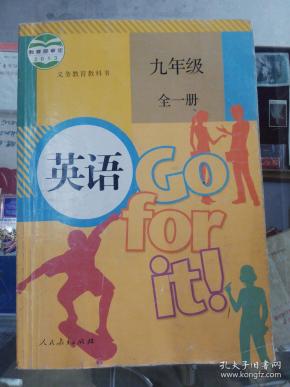 教育部审定
2013
义务教育教科书
九年级
全一册
英语
Go
for
it!
人民教育出版社
孔夫子旧书网